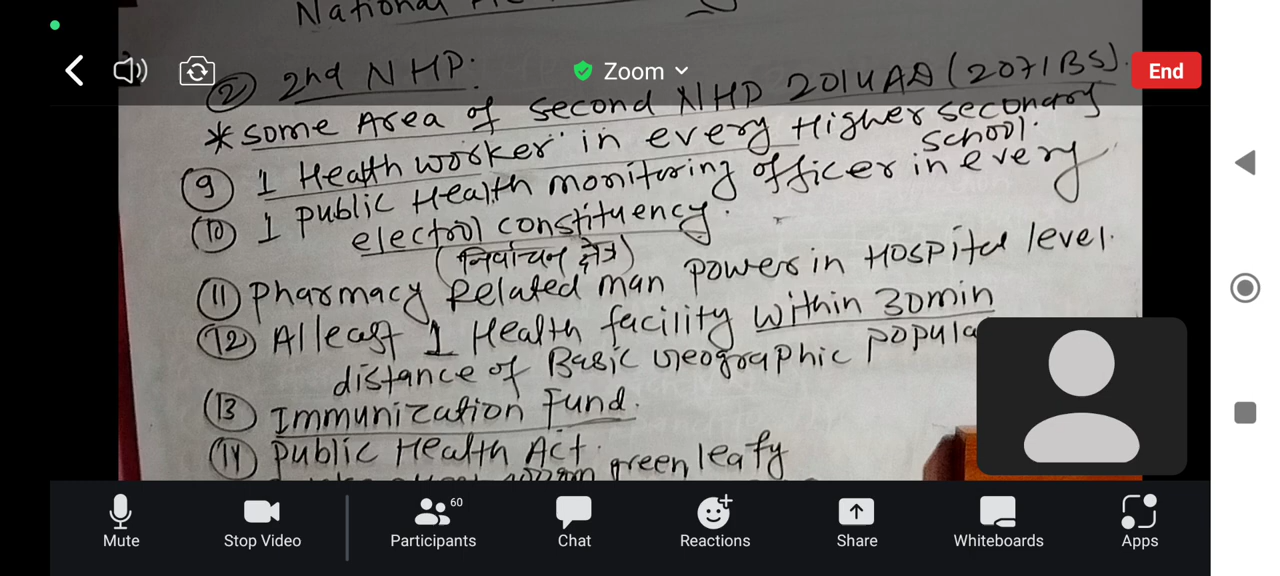 National
② 2nd NHP.
Zoom
End
*some Area of second NHP 2014AD (2071BS).
⑨ 1 Health worker in every Higher secondary
school.
⑩ 1 public Health monitoring officer in every
electrol constituency.
(निर्वाचन क्षेत्र)
⑪ pharmacy Related man power in Hospital level.
⑫ Atleast 1 Health facility within 30min
distance of Basic Geographic popula
⑬ Immunization fund.
⑭ public Health Act.
green leafy
60
Mute
Stop Video
Participants
Chat
Reactions
Share
Whiteboards
Apps